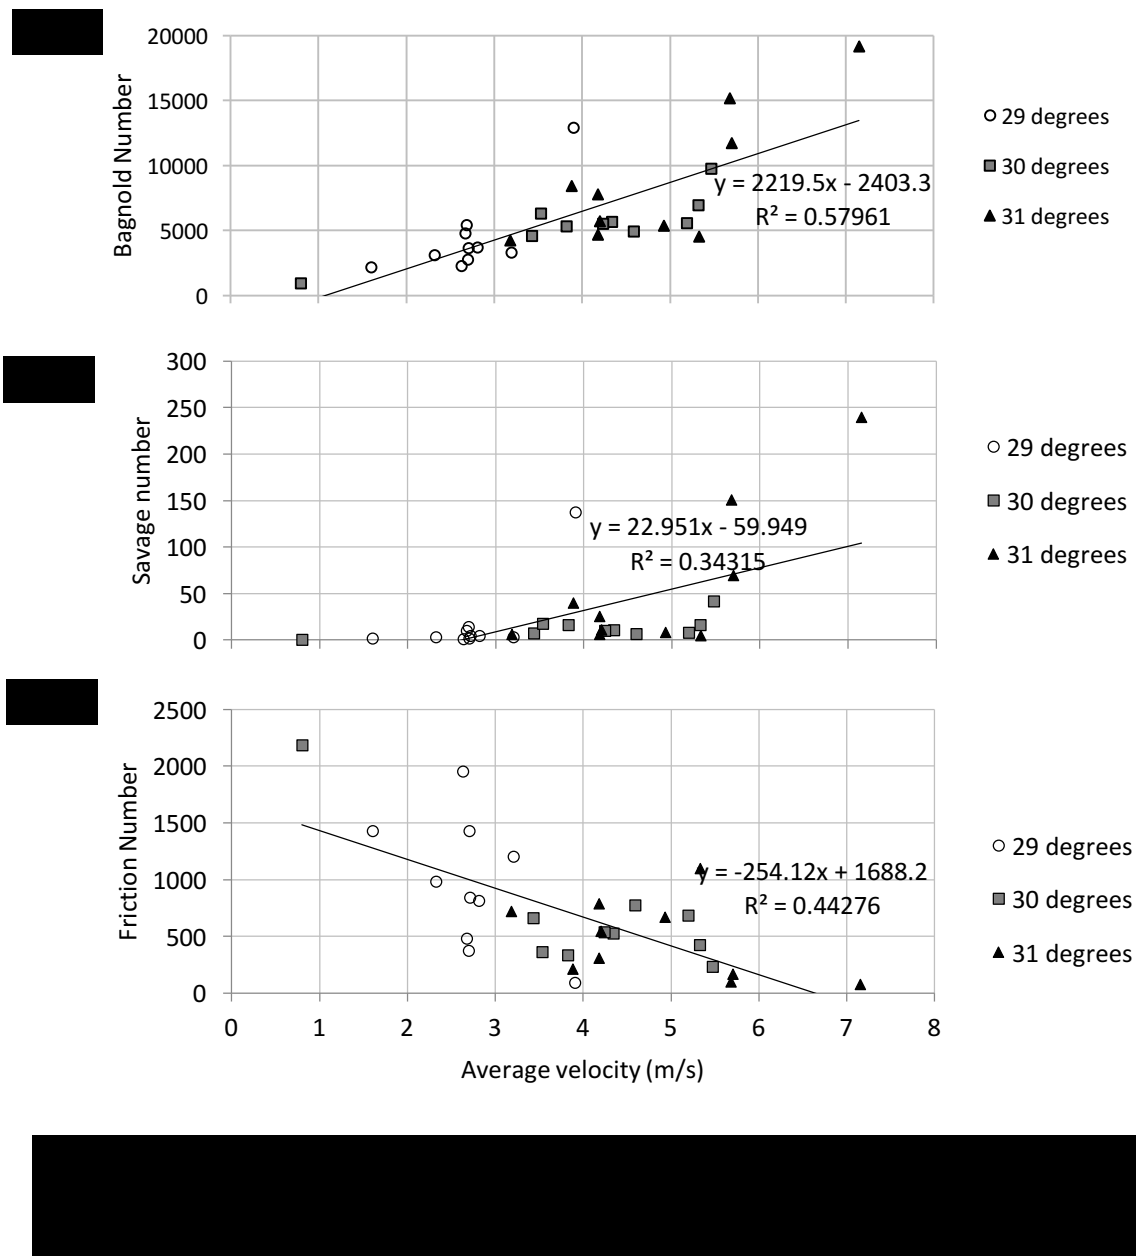 20000
15000
10000
5000
0
Bagnold Number
y = 2219.5x - 2403.3
R² = 0.57961
29 degrees
30 degrees
31 degrees
300
250
200
150
100
50
0
Savage number
y = 22.951x - 59.949
R² = 0.34315
29 degrees
30 degrees
31 degrees
2500
2000
1500
1000
500
0
Friction Number
y = -254.12x + 1688.2
R² = 0.44276
29 degrees
30 degrees
31 degrees
0 1 2 3 4 5 6 7 8
Average velocity (m/s)